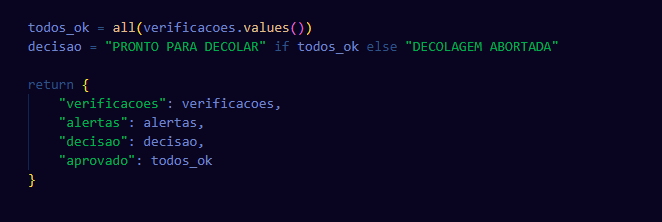 todos_ok = all(verificacoes.values())
decisao = "PRONTO PARA DECOLAR" if todos_ok else "DECOLAGEM ABORTADA"
return {
"verificacoes": verificacoes,
"alertas": alertas,
"decisao": decisao,
"aprovado": todos_ok
}